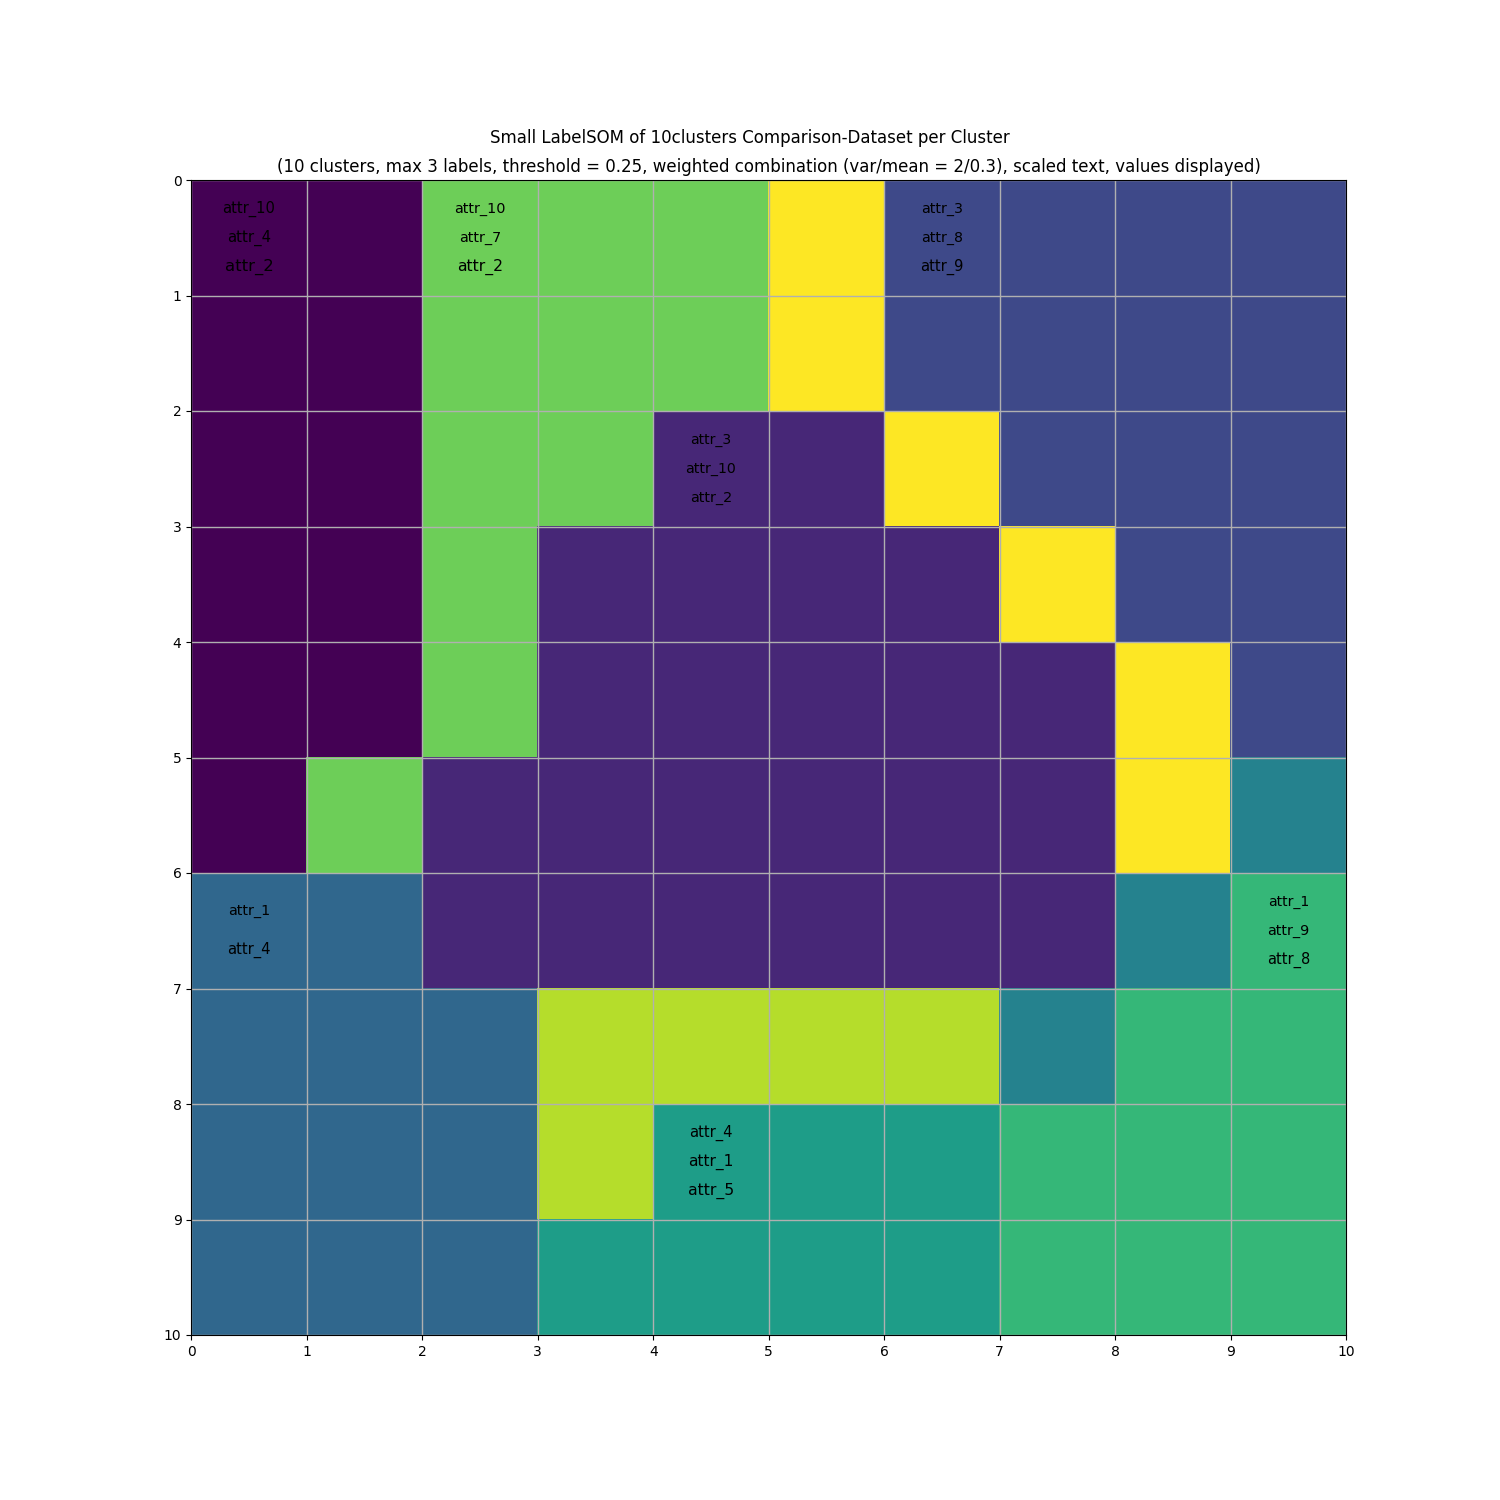 Small LabelSOM of 10clusters Comparison-Dataset per Cluster
(10 clusters, max 3 labels, threshold = 0.25, weighted combination (var/mean = 2/0.3), scaled text, values displayed)
0
attr_10
attr_4
attr_2
attr_10
attr_7
attr_2
attr_3
attr_8
attr_9
1
2
attr_3
attr_10
attr_2
3
4
5
6
attr_1
attr_4
attr_1
attr_9
attr_8
7
8
attr_4
attr_1
attr_5
9
10
0 1 2 3 4 5 6 7 8 9 10